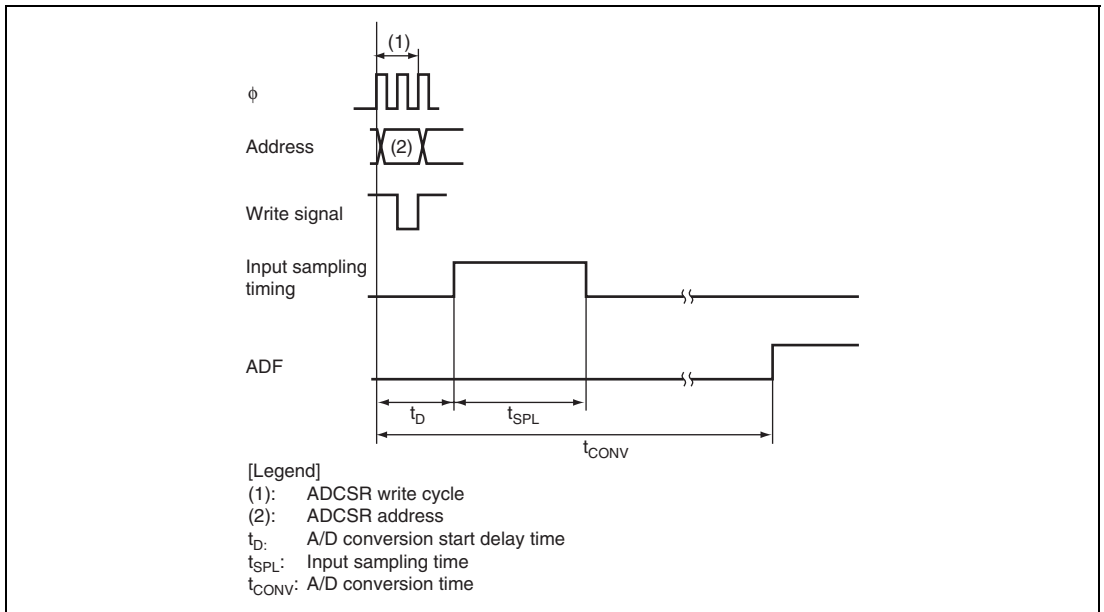 (1)
ϕ
Address
(2)
Write signal
Input sampling
timing
ADF
tD
tSPL
tCONV
[Legend]
(1): ADCSR write cycle
(2): ADCSR address
tD: A/D conversion start delay time
tSPL: Input sampling time
tCONV: A/D conversion time